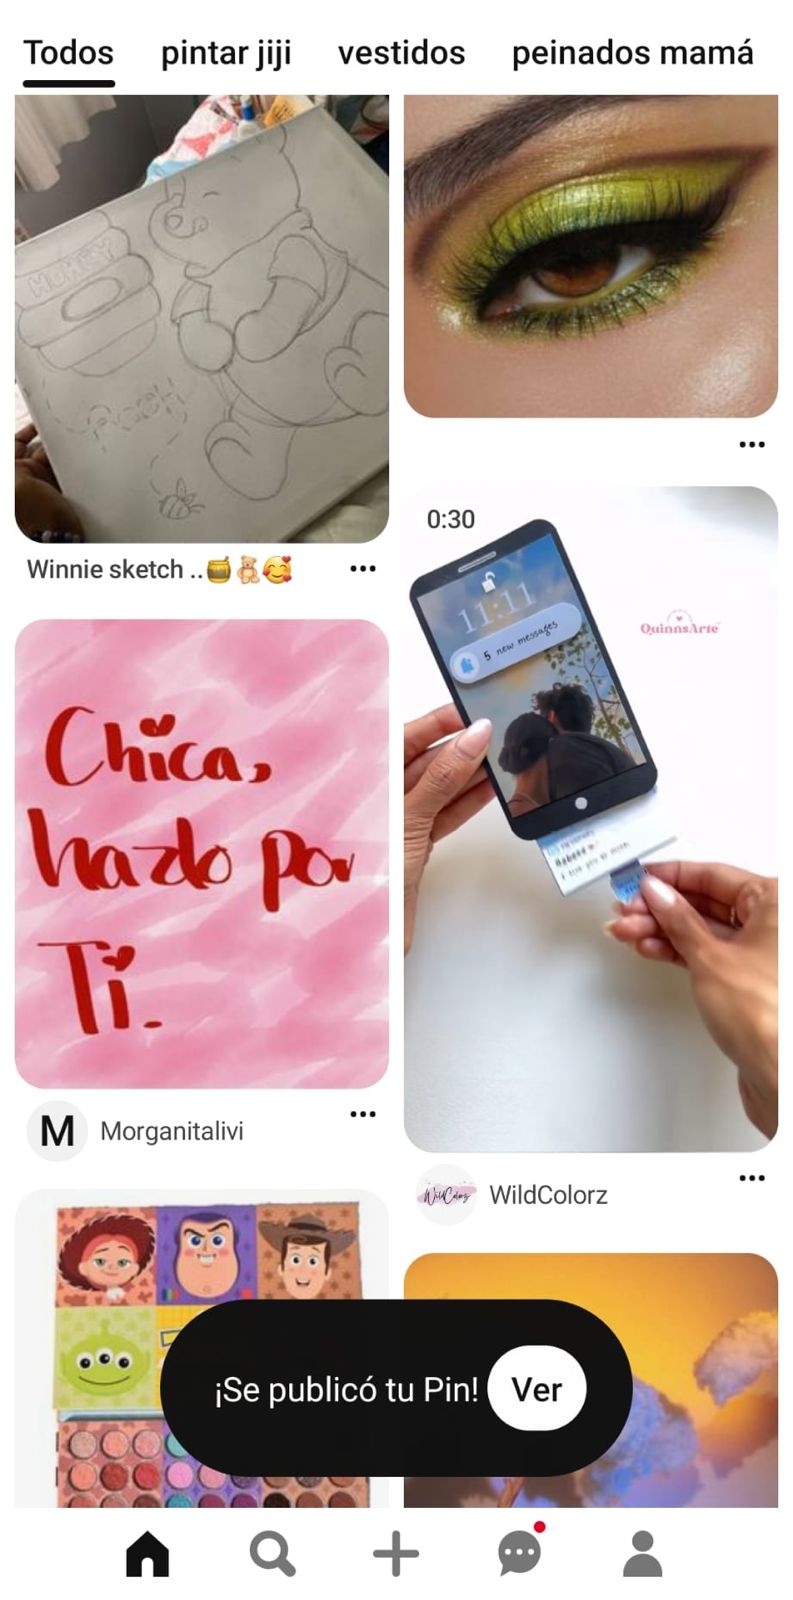 Todos pintar jiji vestidos peinados mamá
HONEY
POOH
Winnie sketch ..🍯🧸🥰
Chica,
hazlo por
Ti.
M Morganitalivi
0:30
11:11
5 new messages
QuinnsArte
WildColorz
WildColorz
¡Se publicó tu Pin! Ver